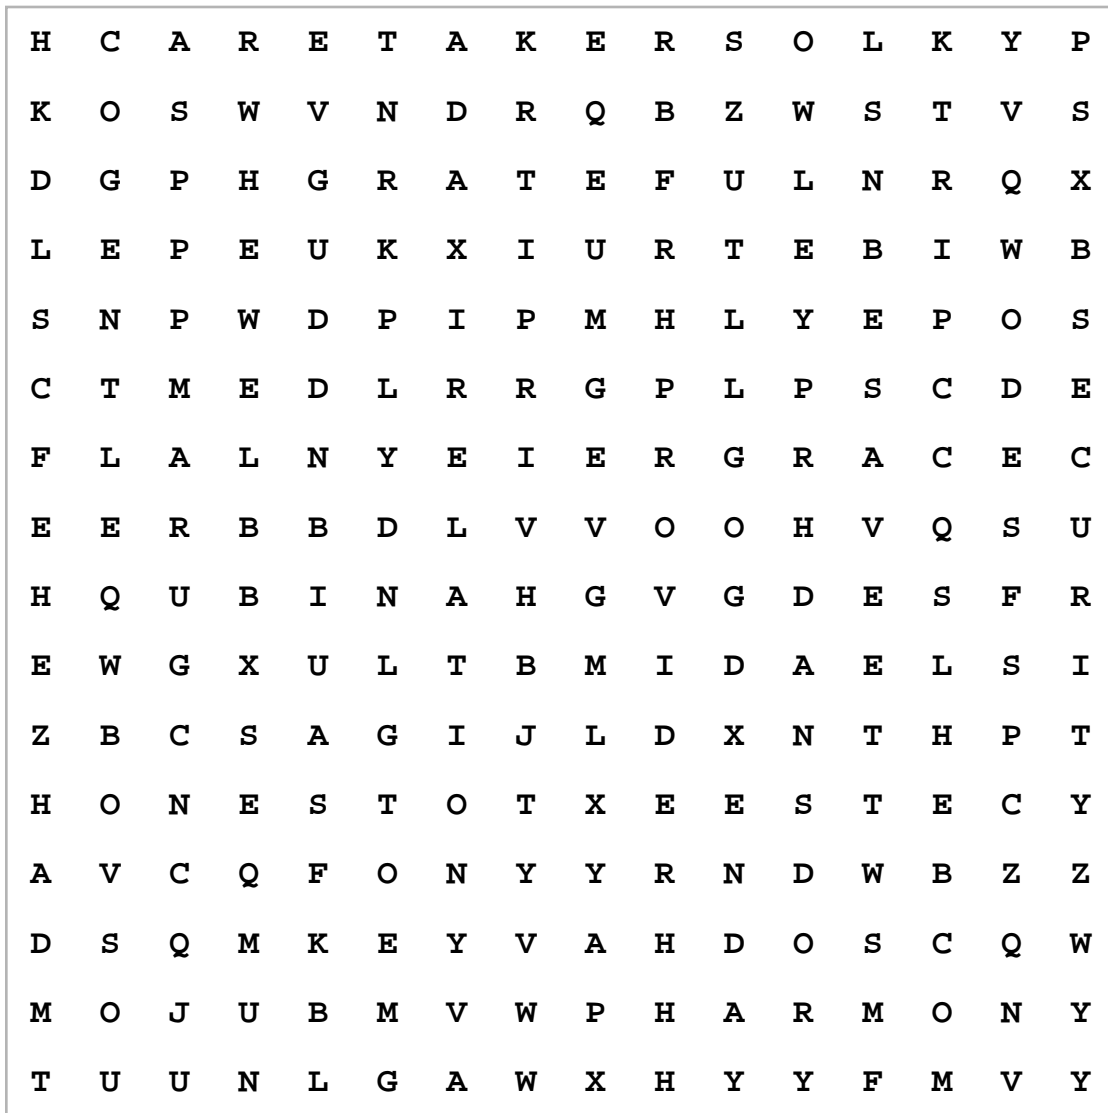 H C A R E T A K E R S O L K Y P
K O S W V N D R Q B Z W S T V S
D G P H G R A T E F U L N R Q X
L E P E U K X I U R T E B I W B
S N P W D P I P M H L Y E P O S
C T M E D L R R G P L P S C D E
F L A L N Y E I E R G R A C E C
E E R B B D L V V O O H V Q S U
H Q U B I N A H G V G D E S F R
E W G X U L T B M I D A E L S I
Z B C S A G I J L D X N T H P T
H O N E S T O T X E E S T E C Y
A V C Q F O N Y Y R N D W B Z Z
D S Q M K E Y V A H D O S C Q W
M O J U B M V W P H A R M O N Y
T U U N L G A W X H Y Y F M V Y